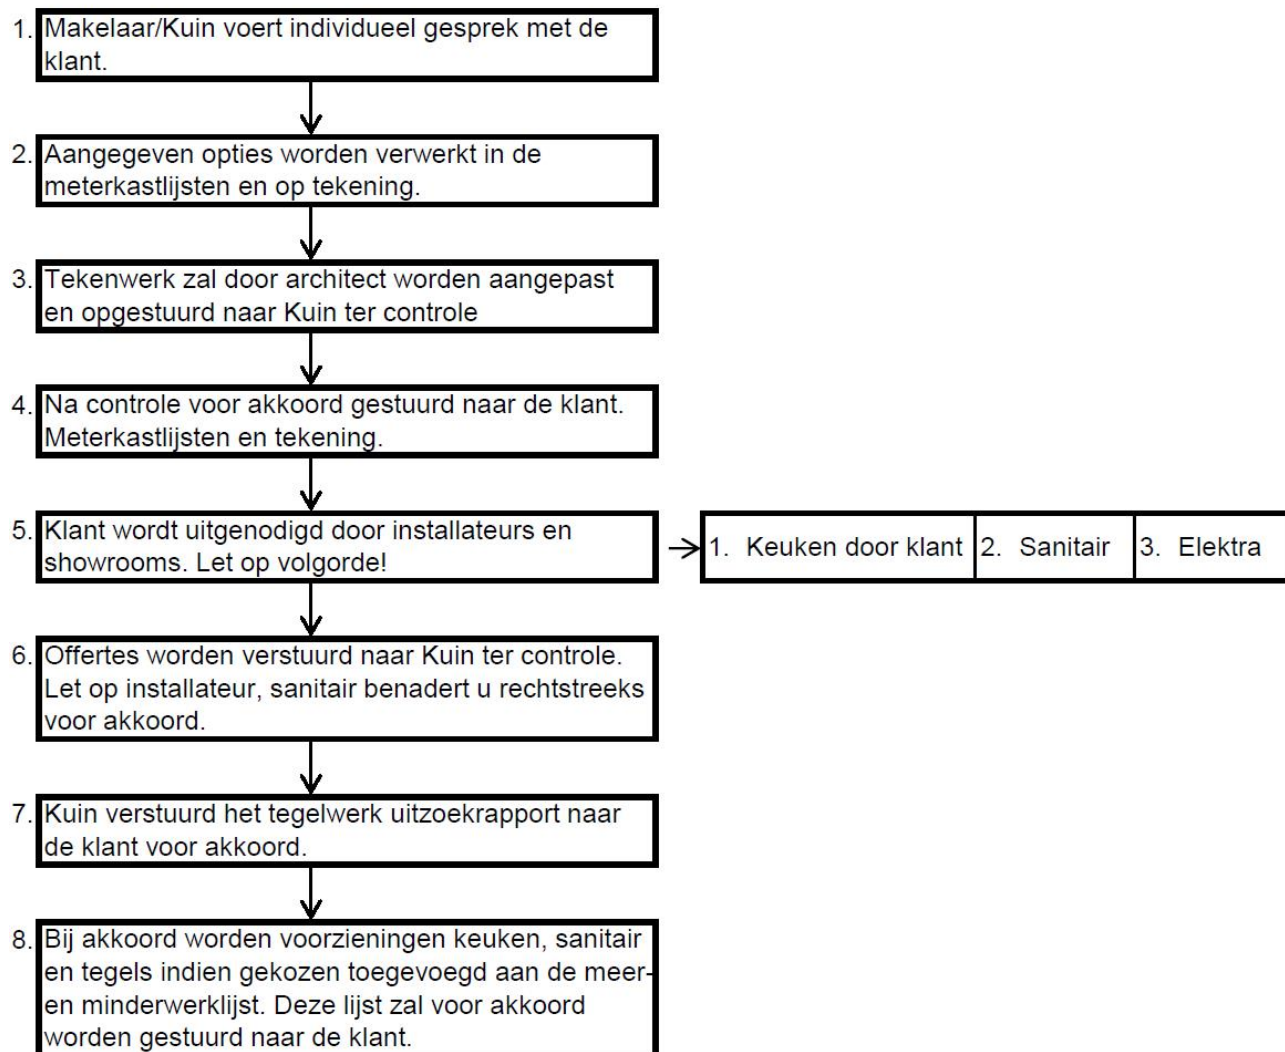 1. Makelaar/Kuin voert individueel gesprek met de
klant.
2. Aangegeven opties worden verwerkt in de
meterkastlijsten en op tekening.
3. Tekenwerk zal door architect worden aangepast
en opgestuurd naar Kuin ter controle
4. Na controle voor akkoord gestuurd naar de klant.
Meterkastlijsten en tekening.
5. Klant wordt uitgenodigd door installateurs en
showrooms. Let op volgorde!
1. Keuken door klant 2. Sanitair 3. Elektra
6. Offertes worden verstuurd naar Kuin ter controle.
Let op installateur, sanitair benadert u rechtstreeks
voor akkoord.
7. Kuin verstuurd het tegelwerk uitzoekrapport naar
de klant voor akkoord.
8. Bij akkoord worden voorzieningen keuken, sanitair
en tegels indien gekozen toegevoegd aan de meer-
en minderwerklijst. Deze lijst zal voor akkoord
worden gestuurd naar de klant.